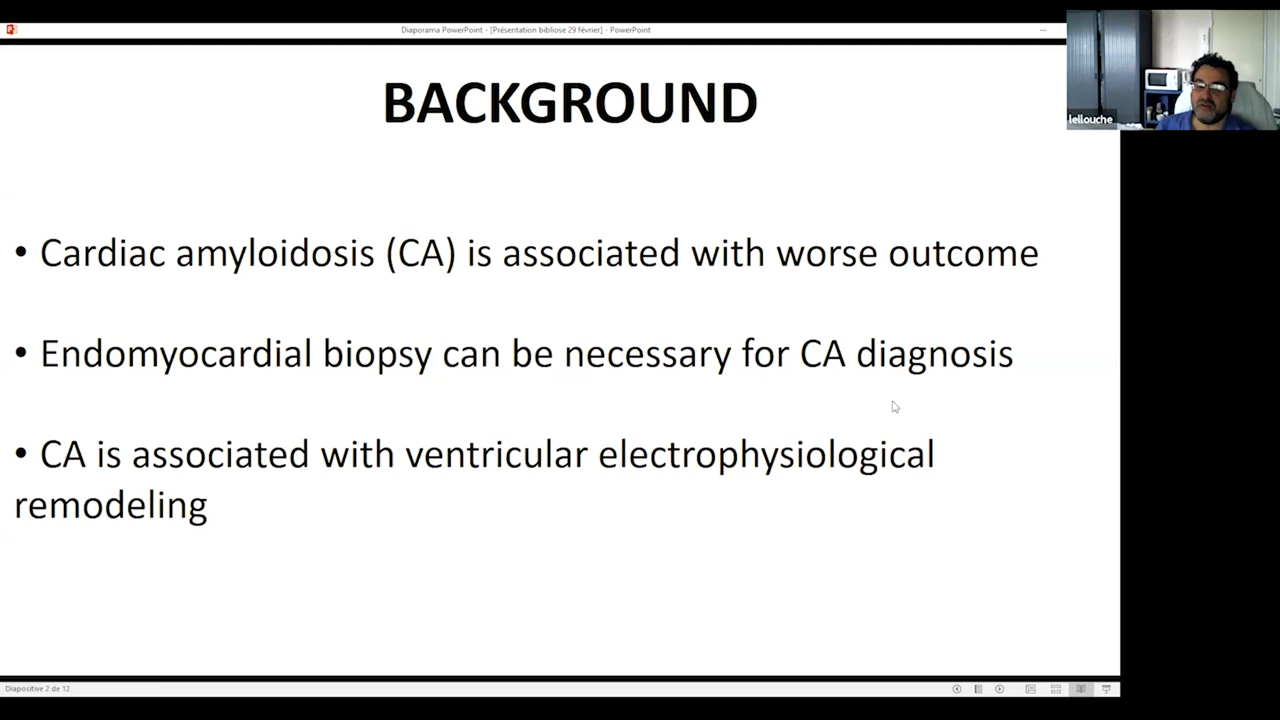 Diaporama PowerPoint - [Présentation bibliose 29 février] - PowerPoint
lellouche
BACKGROUND
• Cardiac amyloidosis (CA) is associated with worse outcome
• Endomyocardial biopsy can be necessary for CA diagnosis
• CA is associated with ventricular electrophysiological
remodeling
Diapositive 2 de 12